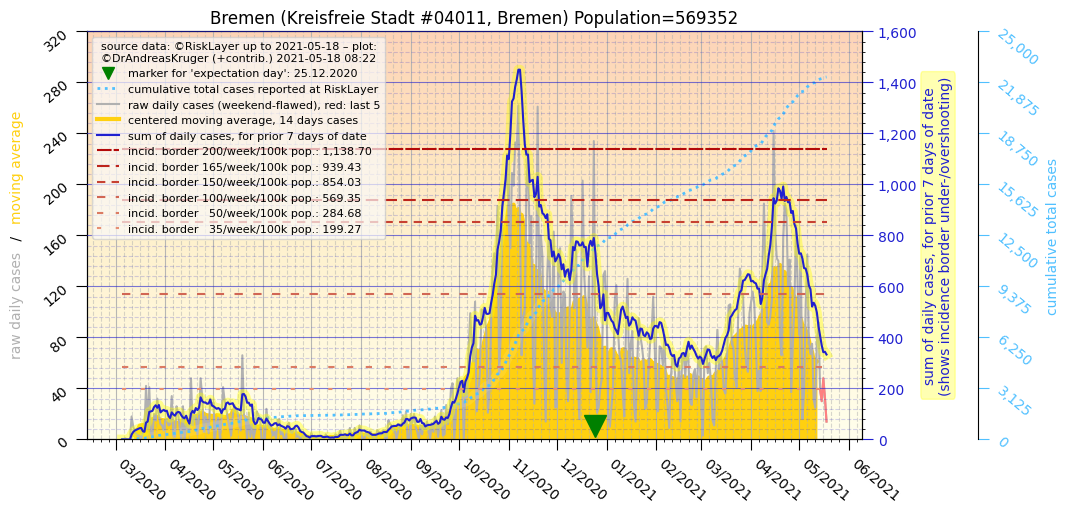 Bremen (Kreisfreie Stadt #04011, Bremen) Population=569352
source data: ©RiskLayer up to 2021-05-18 – plot:
©DrAndreasKruger (+contrib.) 2021-05-18 08:22
marker for 'expectation day': 25.12.2020
cumulative total cases reported at RiskLayer
raw daily cases (weekend-flawed), red: last 5
centered moving average, 14 days cases
sum of daily cases, for prior 7 days of date
incid. border 200/week/100k pop.: 1,138.70
incid. border 165/week/100k pop.: 939.43
incid. border 150/week/100k pop.: 854.03
incid. border 100/week/100k pop.: 569.35
incid. border 50/week/100k pop.: 284.68
incid. border 35/week/100k pop.: 199.27
raw daily cases / moving average
320
280
240
200
160
120
80
40
0
03/2020
04/2020
05/2020
06/2020
07/2020
08/2020
09/2020
10/2020
11/2020
12/2020
01/2021
02/2021
03/2021
04/2021
05/2021
06/2021
1,600
1,400
1,200
1,000
800
600
400
200
0
sum of daily cases, for prior 7 days of date
(shows incidence border under-/overshooting)
25,000
21,875
18,750
15,625
12,500
9,375
6,250
3,125
0
cumulative total cases